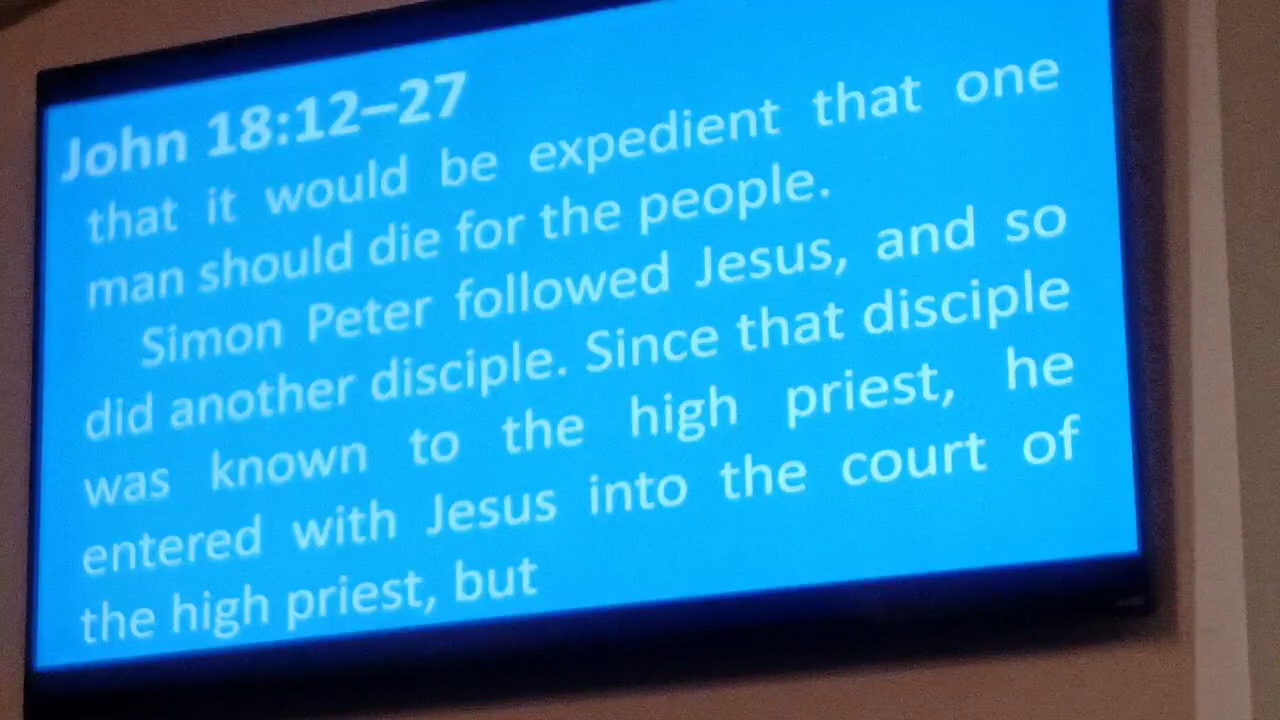 John 18:12–27
that it would be expedient that one
man should die for the people.
Simon Peter followed Jesus, and so
did another disciple. Since that disciple
was known to the high priest, he
entered with Jesus into the court of
the high priest, but